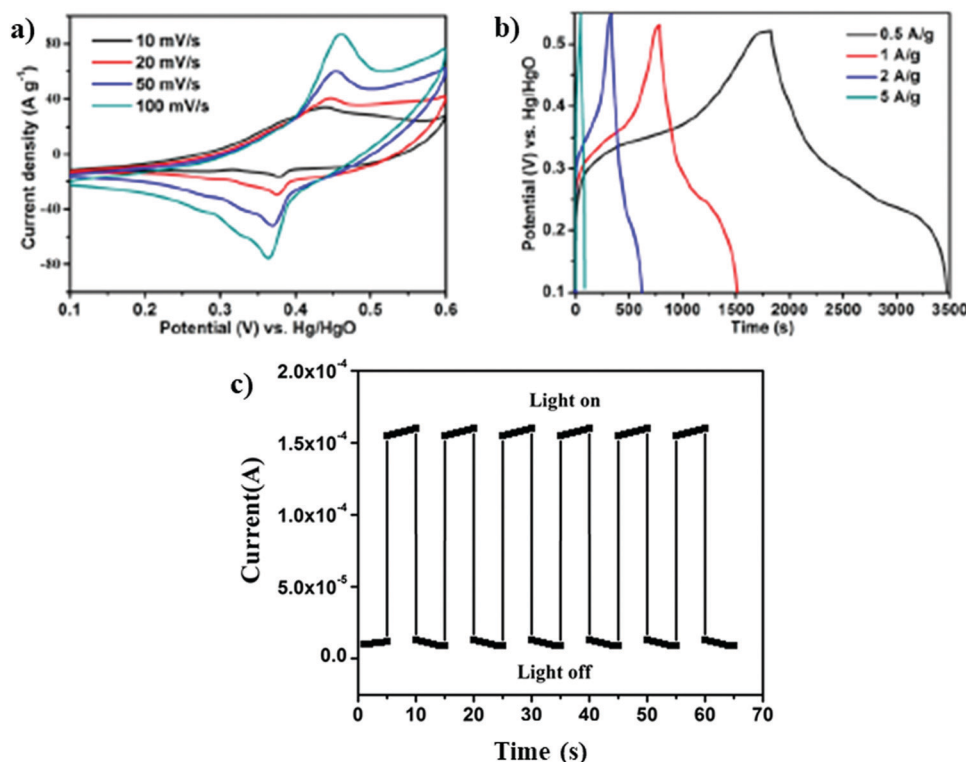 a)
10 mV/s
20 mV/s
50 mV/s
100 mV/s
Current density (A g⁻¹)
80
40
0
-40
-80
0.1 0.2 0.3 0.4 0.5 0.6
Potential (V) vs. Hg/HgO
b)
0.5 A/g
1 A/g
2 A/g
5 A/g
Potential (V) vs. Hg/HgO
0.5
0.4
0.3
0.2
0.1
0 500 1000 1500 2000 2500 3000 3500
Time (s)
c)
Light on
Light off
Current(A)
2.0x10⁻⁴
1.5x10⁻⁴
1.0x10⁻⁴
5.0x10⁻⁵
0.0
0 10 20 30 40 50 60 70
Time (s)